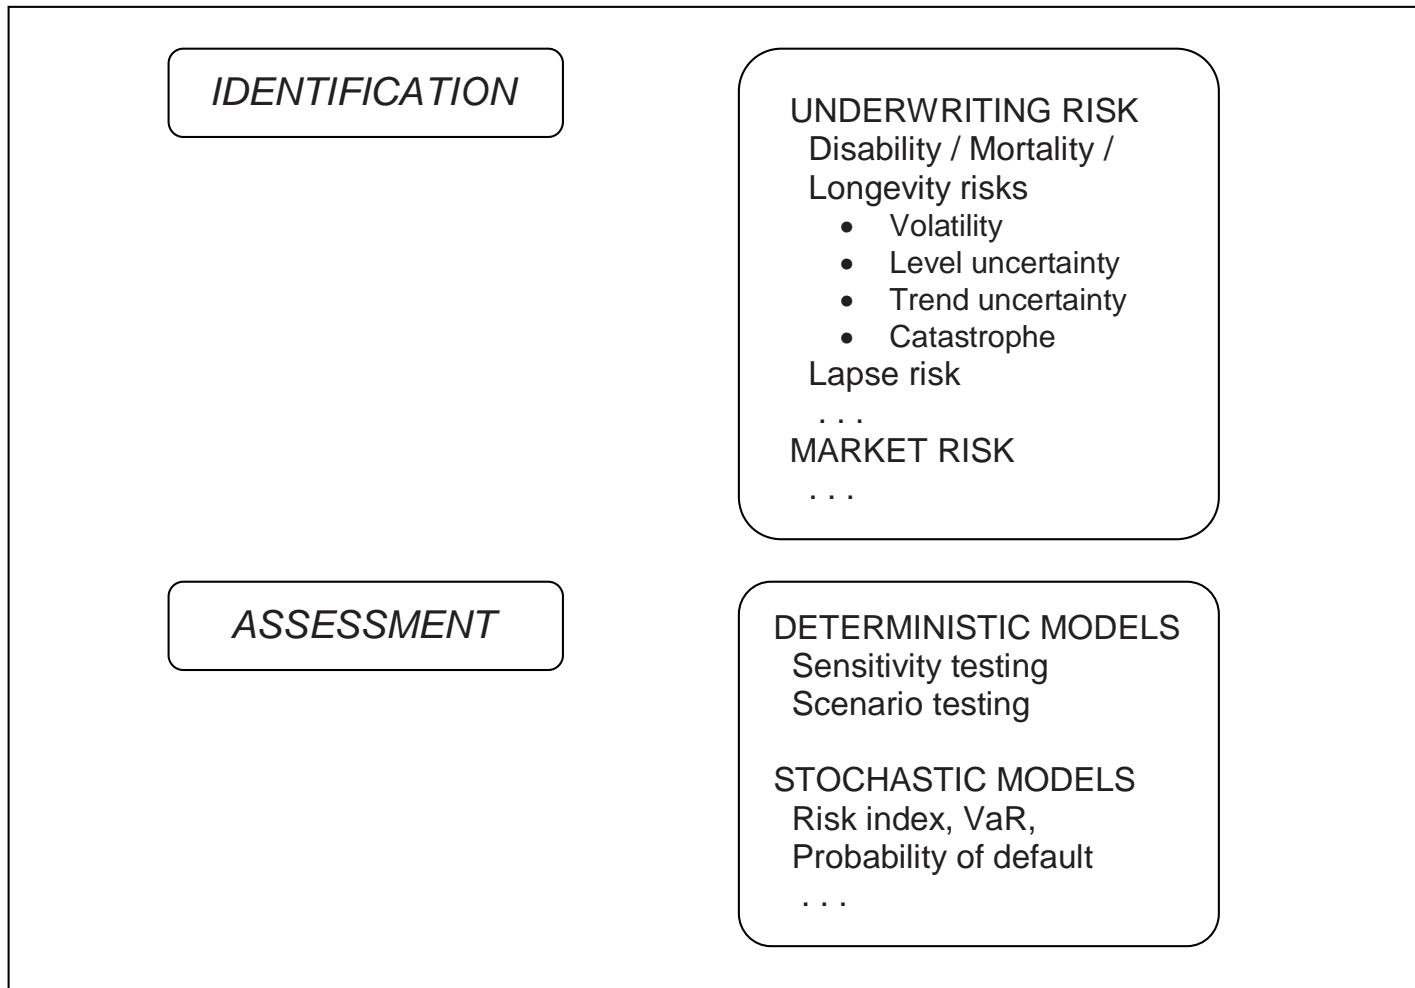 IDENTIFICATION
UNDERWRITING RISK
Disability / Mortality /
Longevity risks
• Volatility
• Level uncertainty
• Trend uncertainty
• Catastrophe
Lapse risk
. . .
MARKET RISK
. . .
ASSESSMENT
DETERMINISTIC MODELS
Sensitivity testing
Scenario testing
STOCHASTIC MODELS
Risk index, VaR,
Probability of default
. . .